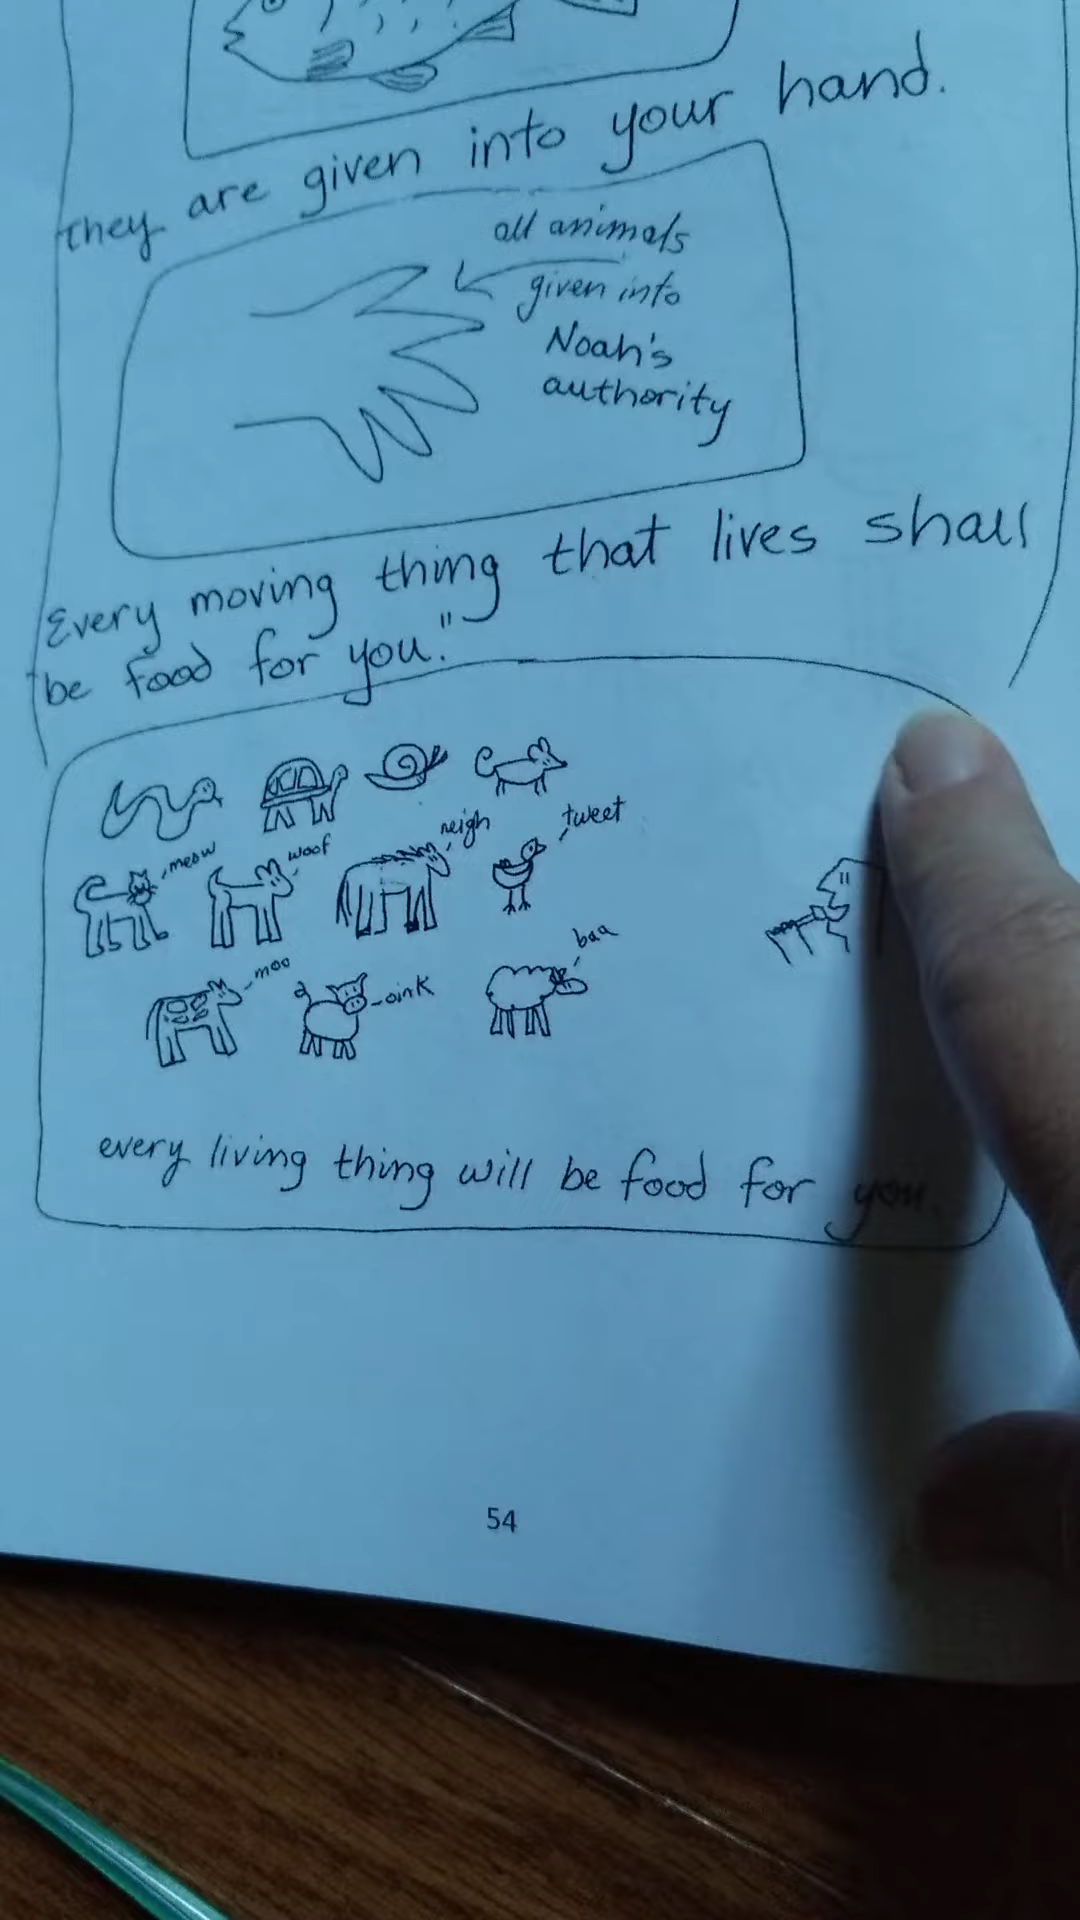 They are given into your hand.
all animals
given into
Noah's
authority
Every moving thing that lives shall
be food for you."
neigh
tweet
meow
woof
baa
moo
oink
every living thing will be food for you.
54